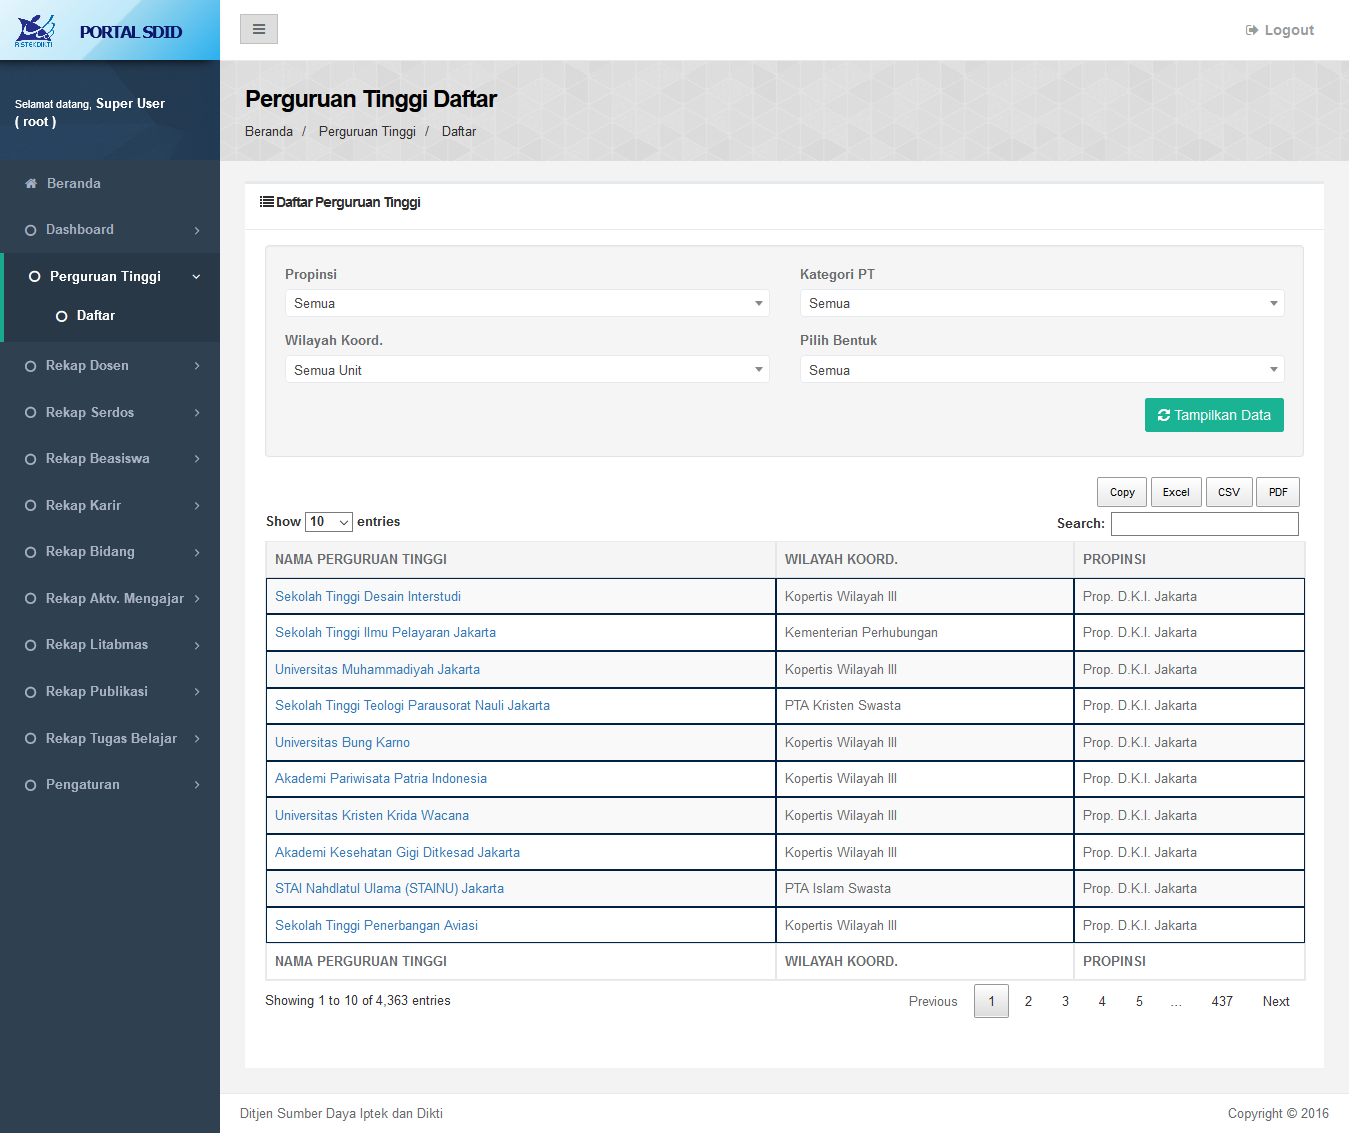 RISTEKDIKTI
PORTAL SDID
Logout
Selamat datang, Super User
( root )
Perguruan Tinggi Daftar
Beranda / Perguruan Tinggi / Daftar
Beranda
Dashboard
Perguruan Tinggi
Daftar
Rekap Dosen
Rekap Serdos
Rekap Beasiswa
Rekap Karir
Rekap Bidang
Rekap Aktv. Mengajar
Rekap Litabmas
Rekap Publikasi
Rekap Tugas Belajar
Pengaturan
Daftar Perguruan Tinggi
Propinsi
Semua
Kategori PT
Semua
Wilayah Koord.
Semua Unit
Pilih Bentuk
Semua
Tampilkan Data
Copy Excel CSV PDF
Show 10 entries
Search:
NAMA PERGURUAN TINGGI WILAYAH KOORD. PROPINSI
Sekolah Tinggi Desain Interstudi Kopertis Wilayah III Prop. D.K.I. Jakarta
Sekolah Tinggi Ilmu Pelayaran Jakarta Kementerian Perhubungan Prop. D.K.I. Jakarta
Universitas Muhammadiyah Jakarta Kopertis Wilayah III Prop. D.K.I. Jakarta
Sekolah Tinggi Teologi Parausorat Nauli Jakarta PTA Kristen Swasta Prop. D.K.I. Jakarta
Universitas Bung Karno Kopertis Wilayah III Prop. D.K.I. Jakarta
Akademi Pariwisata Patria Indonesia Kopertis Wilayah III Prop. D.K.I. Jakarta
Universitas Kristen Krida Wacana Kopertis Wilayah III Prop. D.K.I. Jakarta
Akademi Kesehatan Gigi Ditkesad Jakarta Kopertis Wilayah III Prop. D.K.I. Jakarta
STAI Nahdlatul Ulama (STAINU) Jakarta PTA Islam Swasta Prop. D.K.I. Jakarta
Sekolah Tinggi Penerbangan Aviasi Kopertis Wilayah III Prop. D.K.I. Jakarta
NAMA PERGURUAN TINGGI WILAYAH KOORD. PROPINSI
Showing 1 to 10 of 4,363 entries
Previous 1 2 3 4 5 … 437 Next
Ditjen Sumber Daya Iptek dan Dikti
Copyright © 2016